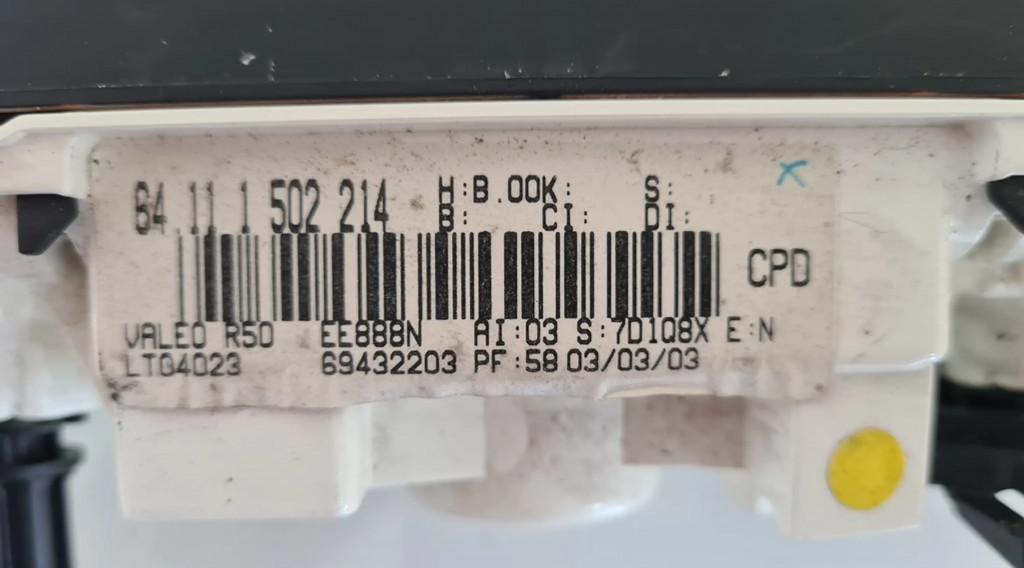 64 11 1 502 214 H:B.00K: S:
B: CI: DI:
CPD
VALEO R50 EE888N AI:03 S:7D1Q8X E:N
LT04023 69432203 PF:58 03/03/03